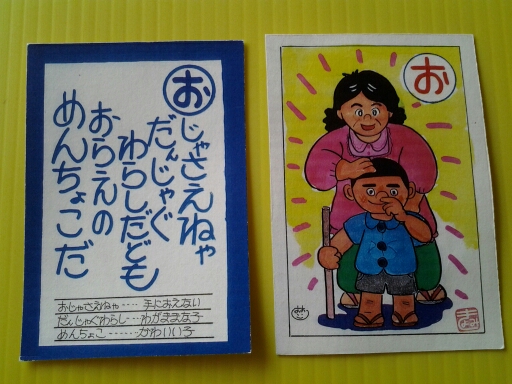 おじゃさえねゃ
だんじゃぐ
わらしだども
おらえの
めんちょこだ
おじゃさえねゃ‥‥手におえない
だんじゃぐわらし‥‥わがままな子
めんちょこ‥‥‥‥かわいい子
お